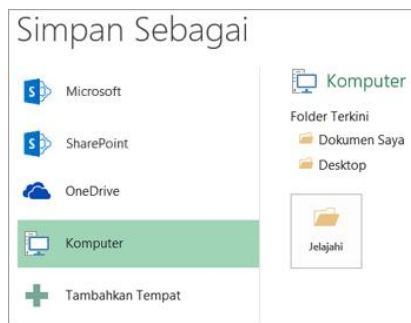 Simpan Sebagai
Microsoft
SharePoint
OneDrive
Komputer
Tambahkan Tempat
Komputer
Folder Terkini
Dokumen Saya
Desktop
Jelajahi